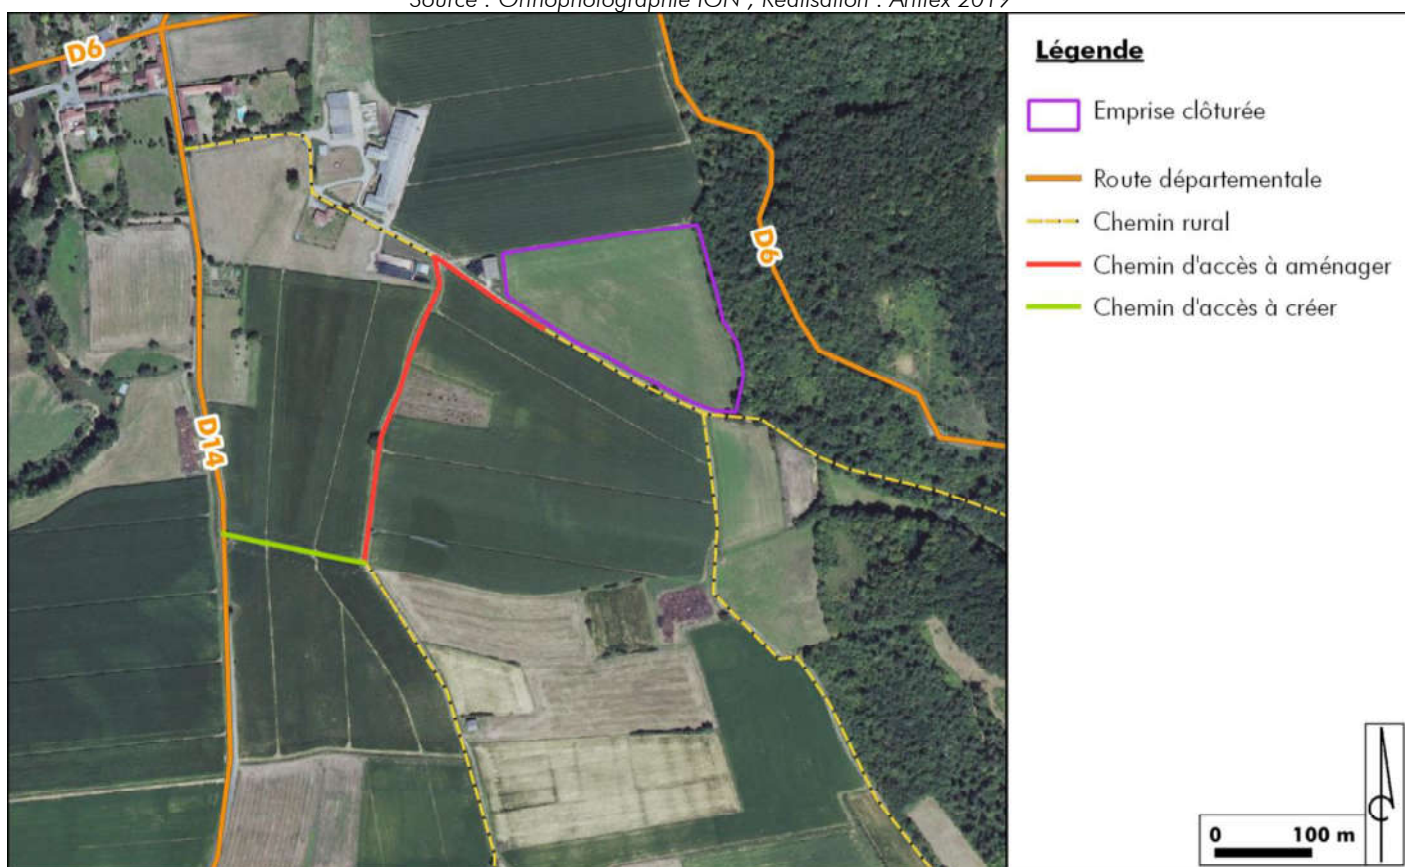 Source : Orthophotographie IGN ; Réalisation : Artifex 2019
D6
D6
D14
Légende
Emprise clôturée
Route départementale
Chemin rural
Chemin d'accès à aménager
Chemin d'accès à créer
0 100 m